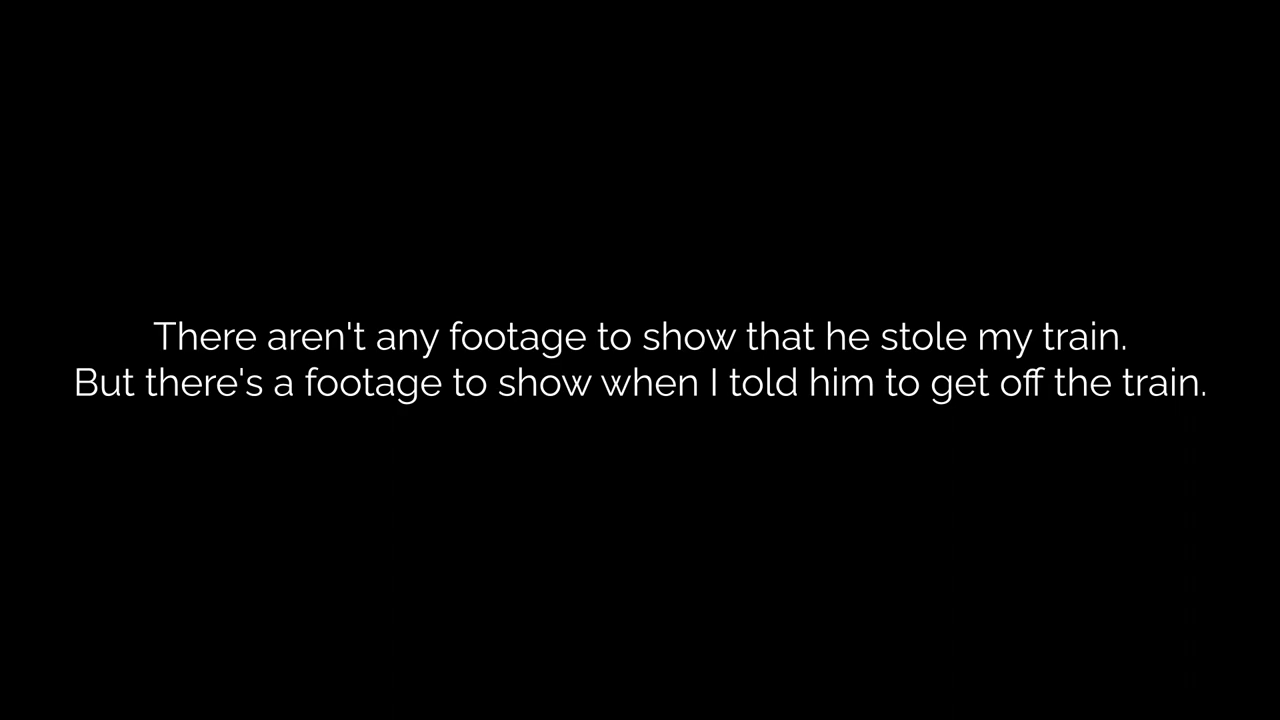 There aren't any footage to show that he stole my train.
But there's a footage to show when I told him to get off the train.